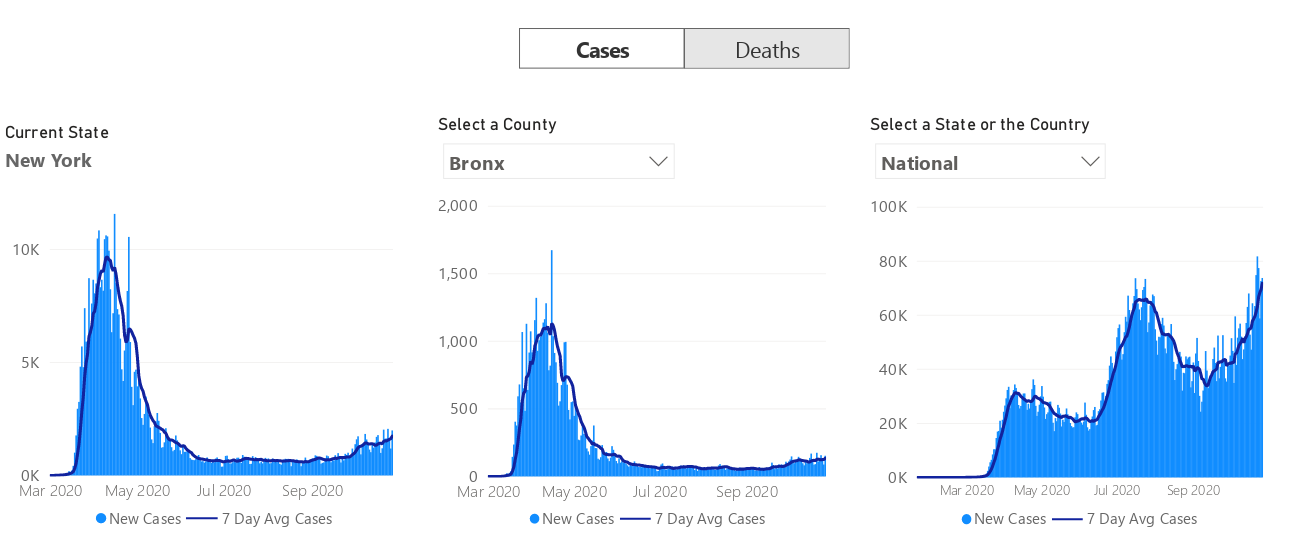 Cases Deaths
Current State
New York
10K
5K
0K
Mar 2020 May 2020 Jul 2020 Sep 2020
New Cases 7 Day Avg Cases
Select a County
Bronx
2,000
1,500
1,000
500
0
Mar 2020 May 2020 Jul 2020 Sep 2020
New Cases 7 Day Avg Cases
Select a State or the Country
National
100K
80K
60K
40K
20K
0K
Mar 2020 May 2020 Jul 2020 Sep 2020
New Cases 7 Day Avg Cases